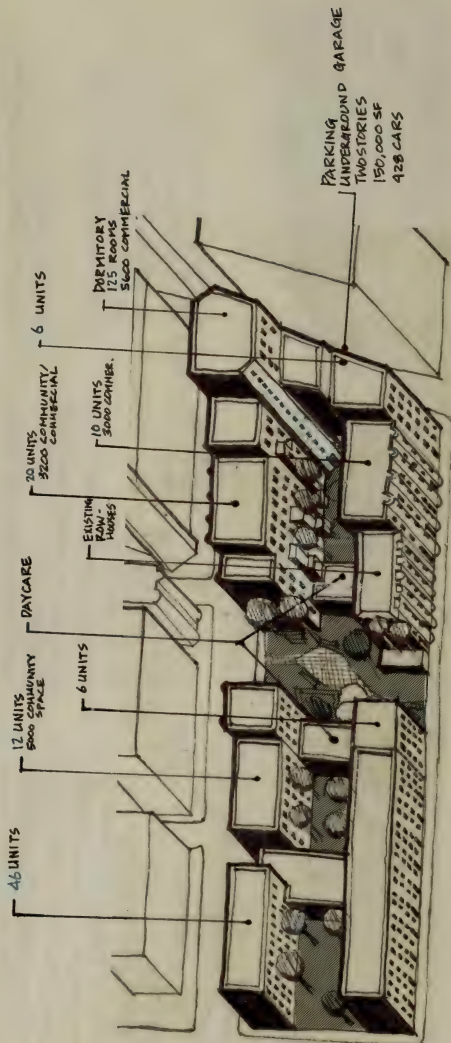 46 UNITS
12 UNITS
5000 COMMUNITY
SPACE
6 UNITS
DAYCARE
EXISTING
ROW-
HOUSES
20 UNITS
3200 COMMUNITY/
COMMERCIAL
10 UNITS
3000 COMMER.
6 UNITS
DORMITORY
125 ROOMS
5600 COMMERCIAL
PARKING
UNDERGROUND GARAGE
TWO STORIES
150,000 SF
428 CARS